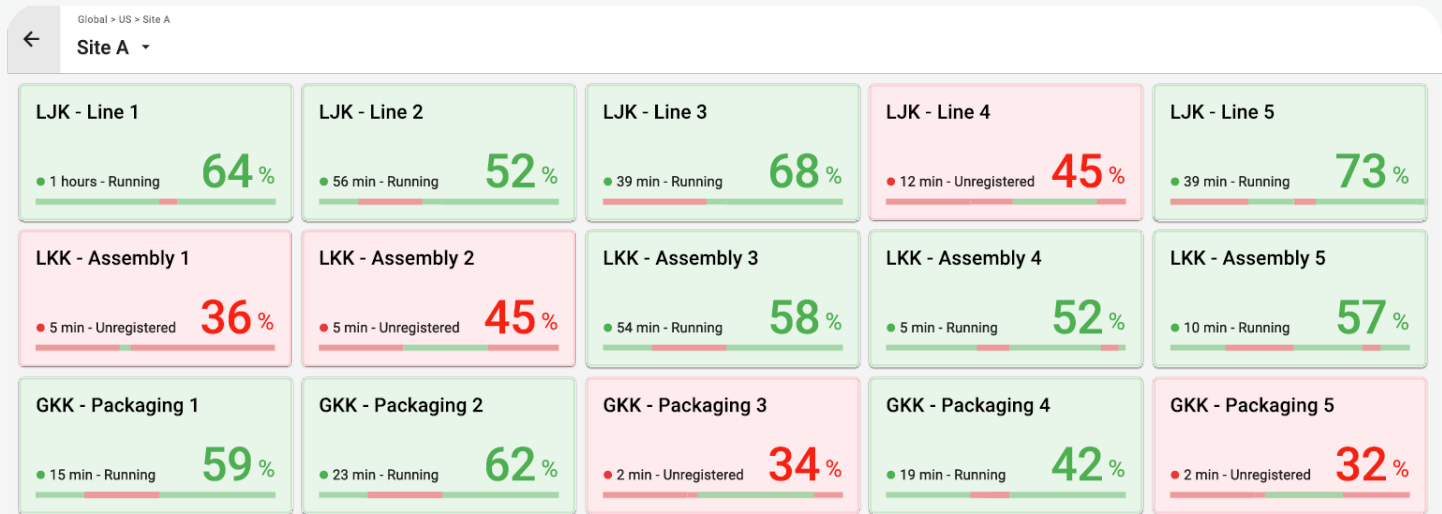 Global > US > Site A
Site A
LJK - Line 1
1 hours - Running 64 %
LJK - Line 2
56 min - Running 52 %
LJK - Line 3
39 min - Running 68 %
LJK - Line 4
12 min - Unregistered 45 %
LJK - Line 5
39 min - Running 73 %
LKK - Assembly 1
5 min - Unregistered 36 %
LKK - Assembly 2
5 min - Unregistered 45 %
LKK - Assembly 3
54 min - Running 58 %
LKK - Assembly 4
5 min - Running 52 %
LKK - Assembly 5
10 min - Running 57 %
GKK - Packaging 1
15 min - Running 59 %
GKK - Packaging 2
23 min - Running 62 %
GKK - Packaging 3
2 min - Unregistered 34 %
GKK - Packaging 4
19 min - Running 42 %
GKK - Packaging 5
2 min - Unregistered 32 %